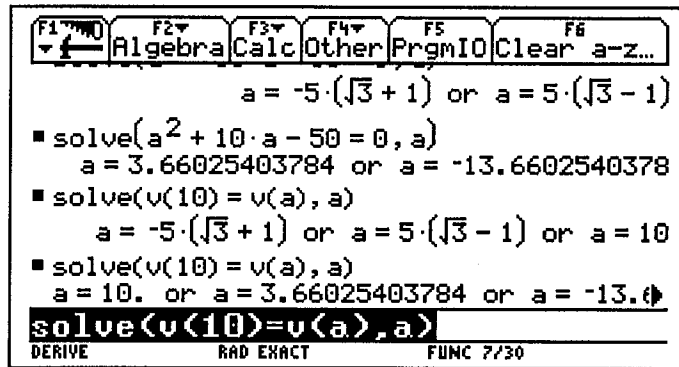 F1 F2 Algebra F3 Calc F4 Other F5 PrgmIO F6 Clear a-z…
a = -5·(√3 + 1) or a = 5·(√3 - 1)
▪ solve(a² + 10·a - 50 = 0, a)
a = 3.66025403784 or a = -13.6602540378
▪ solve(v(10) = v(a), a)
a = -5·(√3 + 1) or a = 5·(√3 - 1) or a = 10
▪ solve(v(10) = v(a), a)
a = 10. or a = 3.66025403784 or a = -13.6
solve(v(10)=v(a),a)
DERIVE RAD EXACT FUNC 7/30